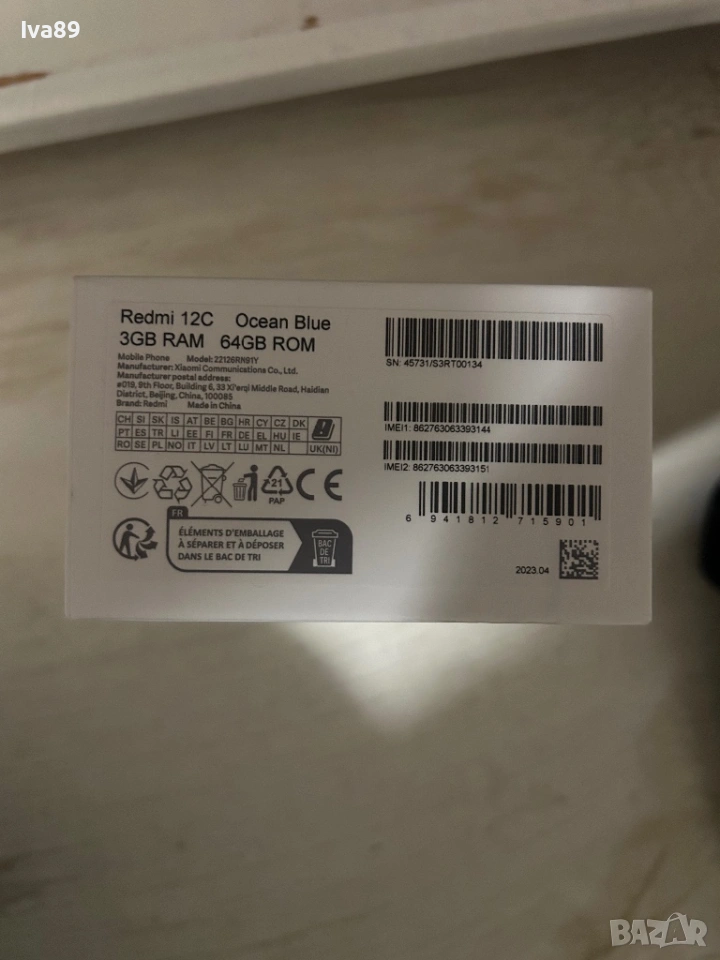 Iva89
Redmi 12C Ocean Blue
3GB RAM 64GB ROM
Mobile Phone Model: 22126RN91Y
Manufacturer: Xiaomi Communications Co., Ltd.
Manufacturer postal address:
#019, 9th Floor, Building 6, 33 Xi'erqi Middle Road, Haidian
District, Beijing, China, 100085
Brand: Redmi Made in China
CH SI SK IS AT BE BG HR CY CZ DK
PT ES TR LI EE FI FR DE EL HU IE
RO SE PL NO IT LV LT LU MT NL UK(NI)
21
PAP
CE
FR
ÉLÉMENTS D'EMBALLAGE
À SÉPARER ET À DÉPOSER
DANS LE BAC DE TRI
BAC
DE
TRI
SN: 45731/S3RT00134
IMEI1: 862763063393144
IMEI2: 862763063393151
6 941812 715901
2023.04
BAZAR